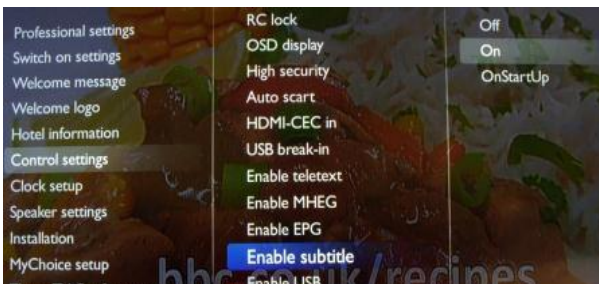 Professional settings
Switch on settings
Welcome message
Welcome logo
Hotel information
Control settings
Clock setup
Speaker settings
Installation
MyChoice setup
RC lock
OSD display
High security
Auto scart
HDMI-CEC in
USB break-in
Enable teletext
Enable MHEG
Enable EPG
Enable subtitle
Enable USB
Off
On
OnStartUp
bbc.co.uk/recipes